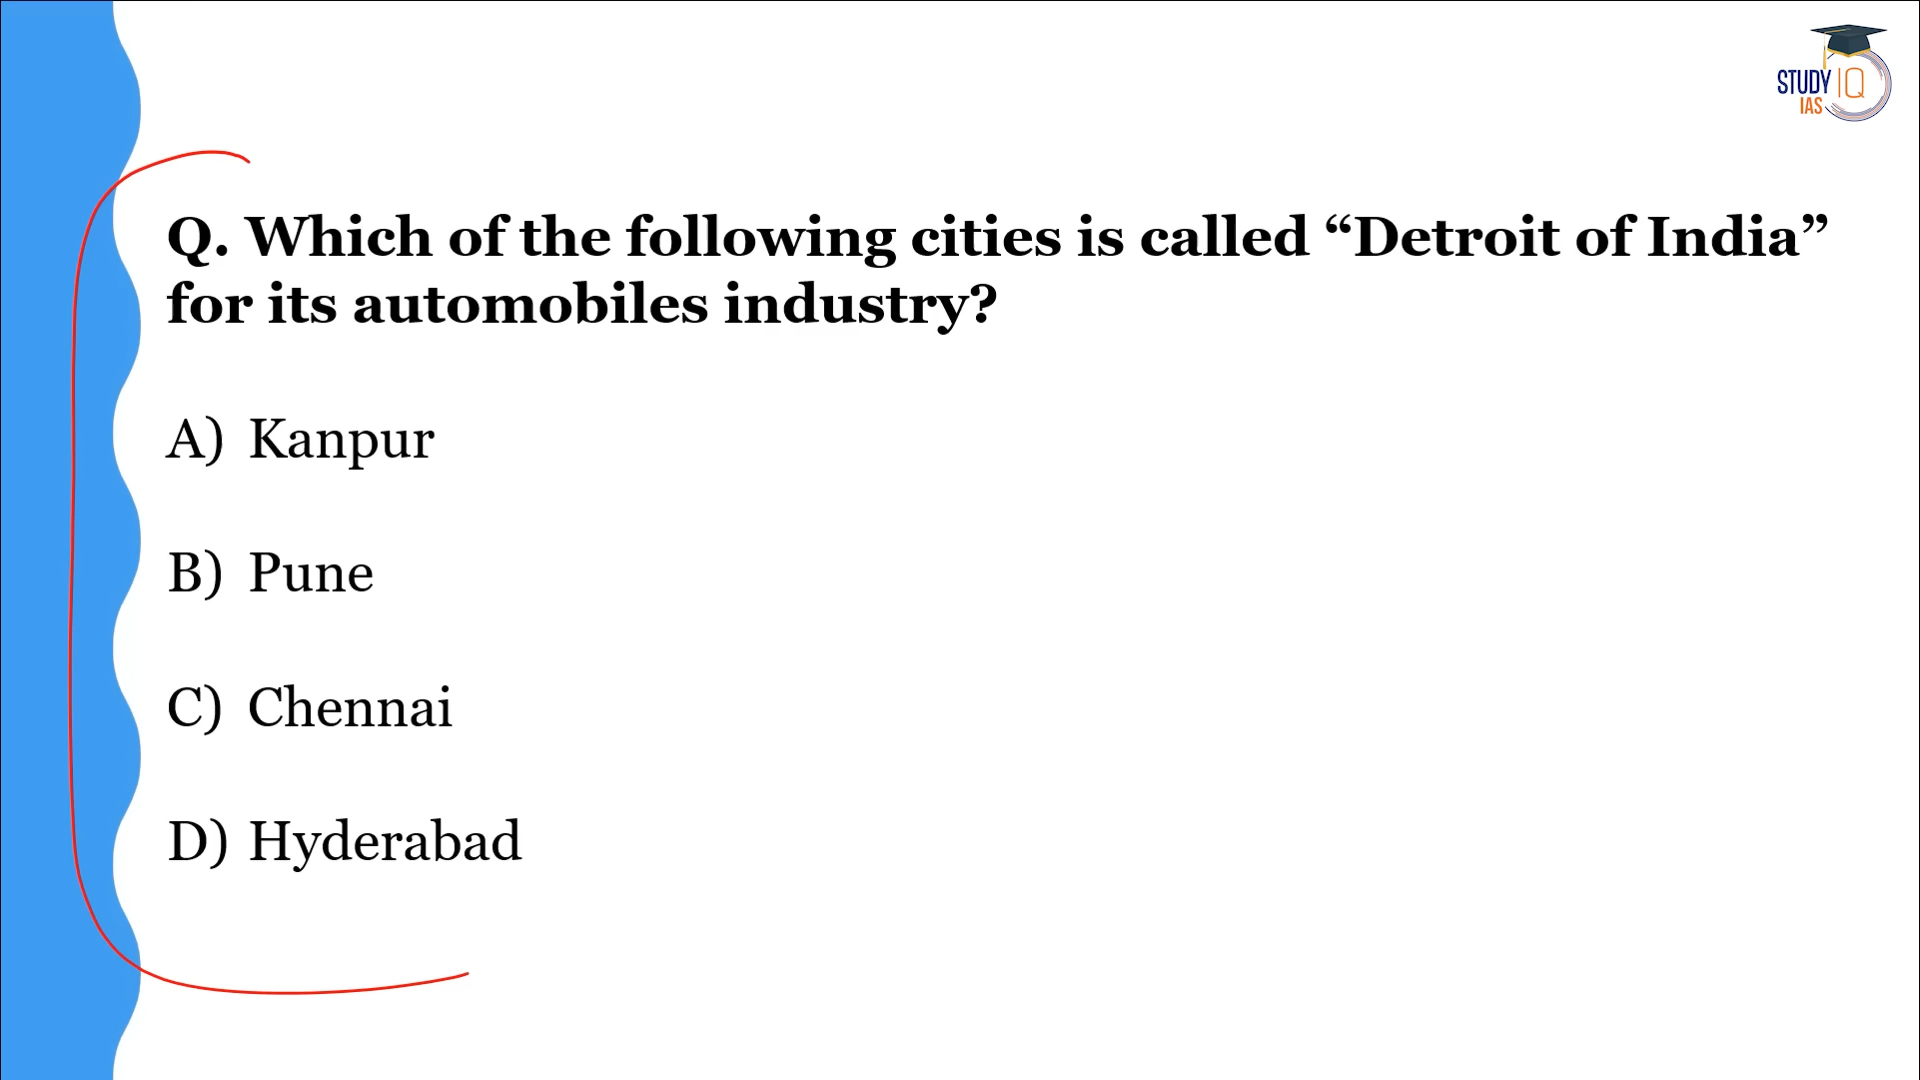 STUDY IQ
IAS
Q. Which of the following cities is called “Detroit of India”
for its automobiles industry?
A) Kanpur
B) Pune
C) Chennai
D) Hyderabad